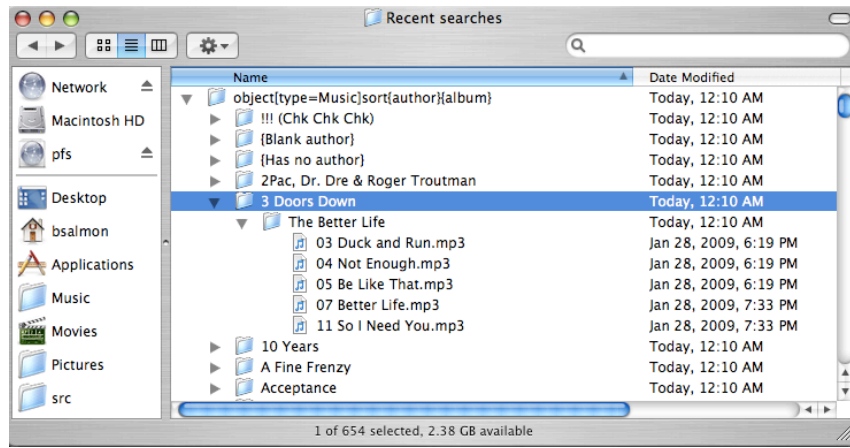 Recent searches
Network
Macintosh HD
pfs
Desktop
bsalmon
Applications
Music
Movies
Pictures
src
Name Date Modified
object[type=Music]sort{author}{album} Today, 12:10 AM
!!! (Chk Chk Chk) Today, 12:10 AM
{Blank author} Today, 12:10 AM
{Has no author} Today, 12:10 AM
2Pac, Dr. Dre & Roger Troutman Today, 12:10 AM
3 Doors Down Today, 12:10 AM
The Better Life Today, 12:10 AM
03 Duck and Run.mp3 Jan 28, 2009, 6:19 PM
04 Not Enough.mp3 Jan 28, 2009, 6:19 PM
05 Be Like That.mp3 Jan 28, 2009, 6:19 PM
07 Better Life.mp3 Jan 28, 2009, 7:33 PM
11 So I Need You.mp3 Jan 28, 2009, 7:33 PM
10 Years Today, 12:10 AM
A Fine Frenzy Today, 12:10 AM
Acceptance Today, 12:10 AM
1 of 654 selected, 2.38 GB available